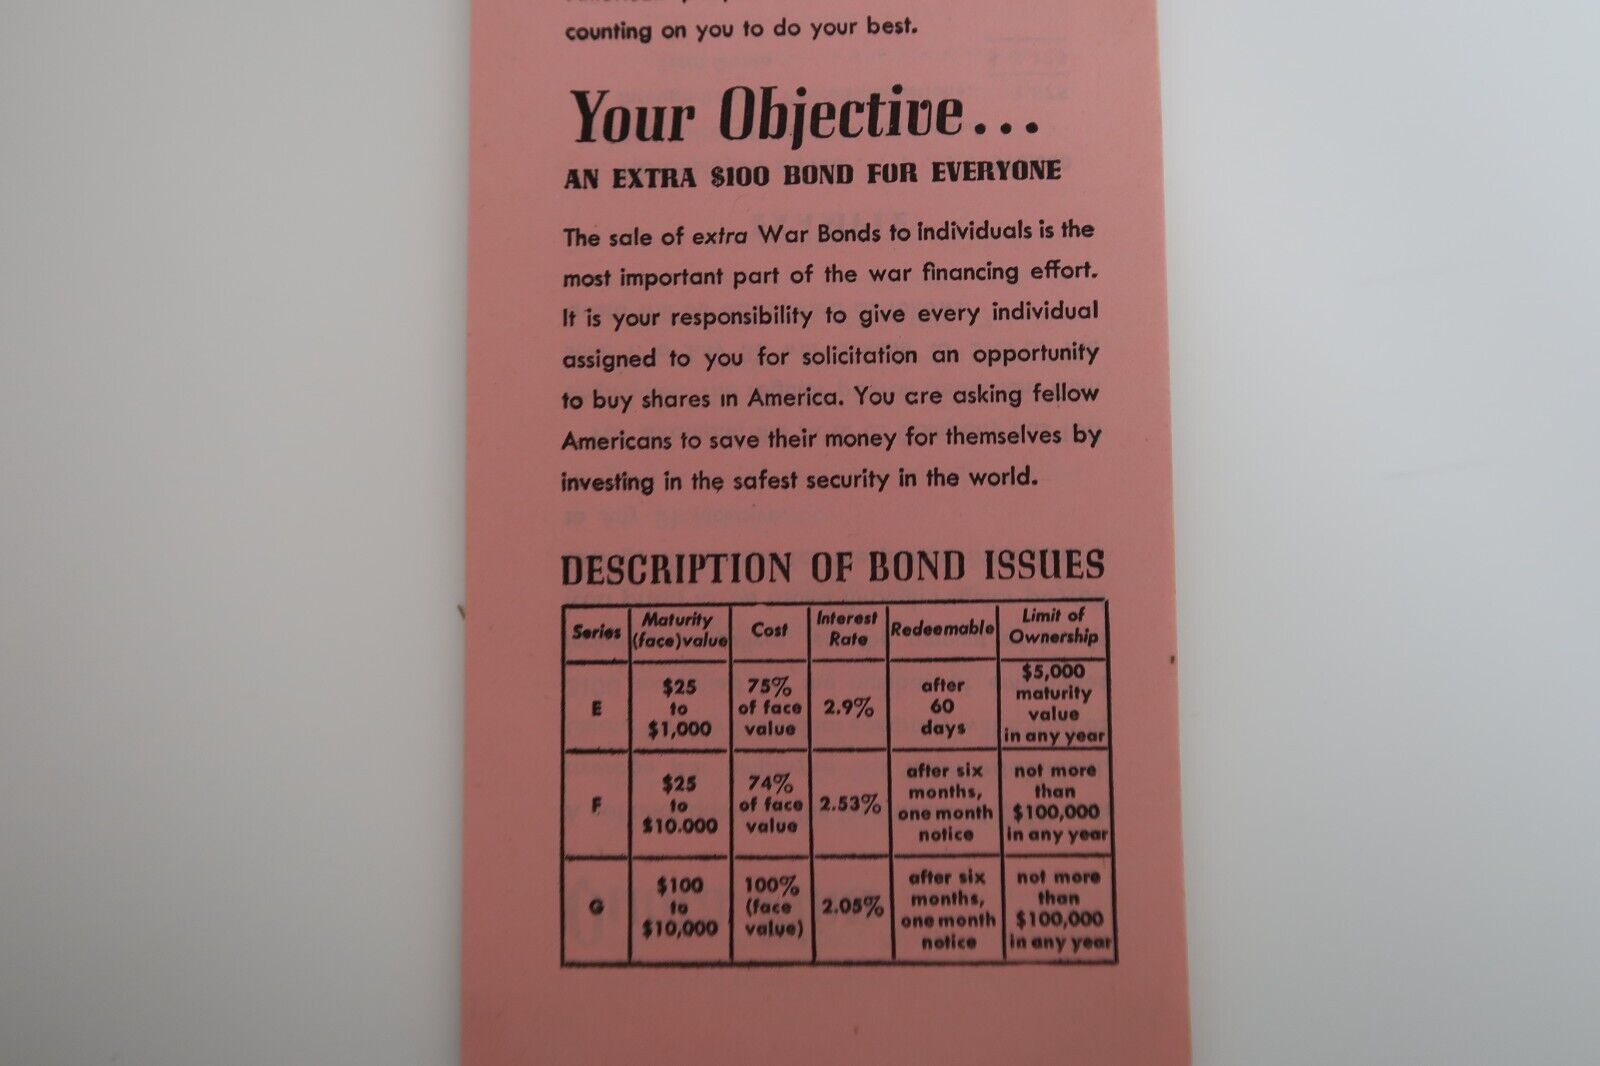 counting on you to do your best.
Your Objective...
AN EXTRA $100 BOND FOR EVERYONE
The sale of extra War Bonds to individuals is the
most important part of the war financing effort.
It is your responsibility to give every individual
assigned to you for solicitation an opportunity
to buy shares in America. You are asking fellow
Americans to save their money for themselves by
investing in the safest security in the world.
DESCRIPTION OF BOND ISSUES
Series
Maturity
(face) value
Cost
Interest
Rate
Redeemable
Limit of
Ownership
E
$25
to
$1,000
75%
of face
value
2.9%
after
60
days
$5,000
maturity
value
in any year
F
$25
to
$10.000
74%
of face
value
2.53%
after six
months,
one month
notice
not more
than
$100,000
in any year
G
$100
to
$10,000
100%
(face
value)
2.05%
after six
months,
one month
notice
not more
than
$100,000
in any year